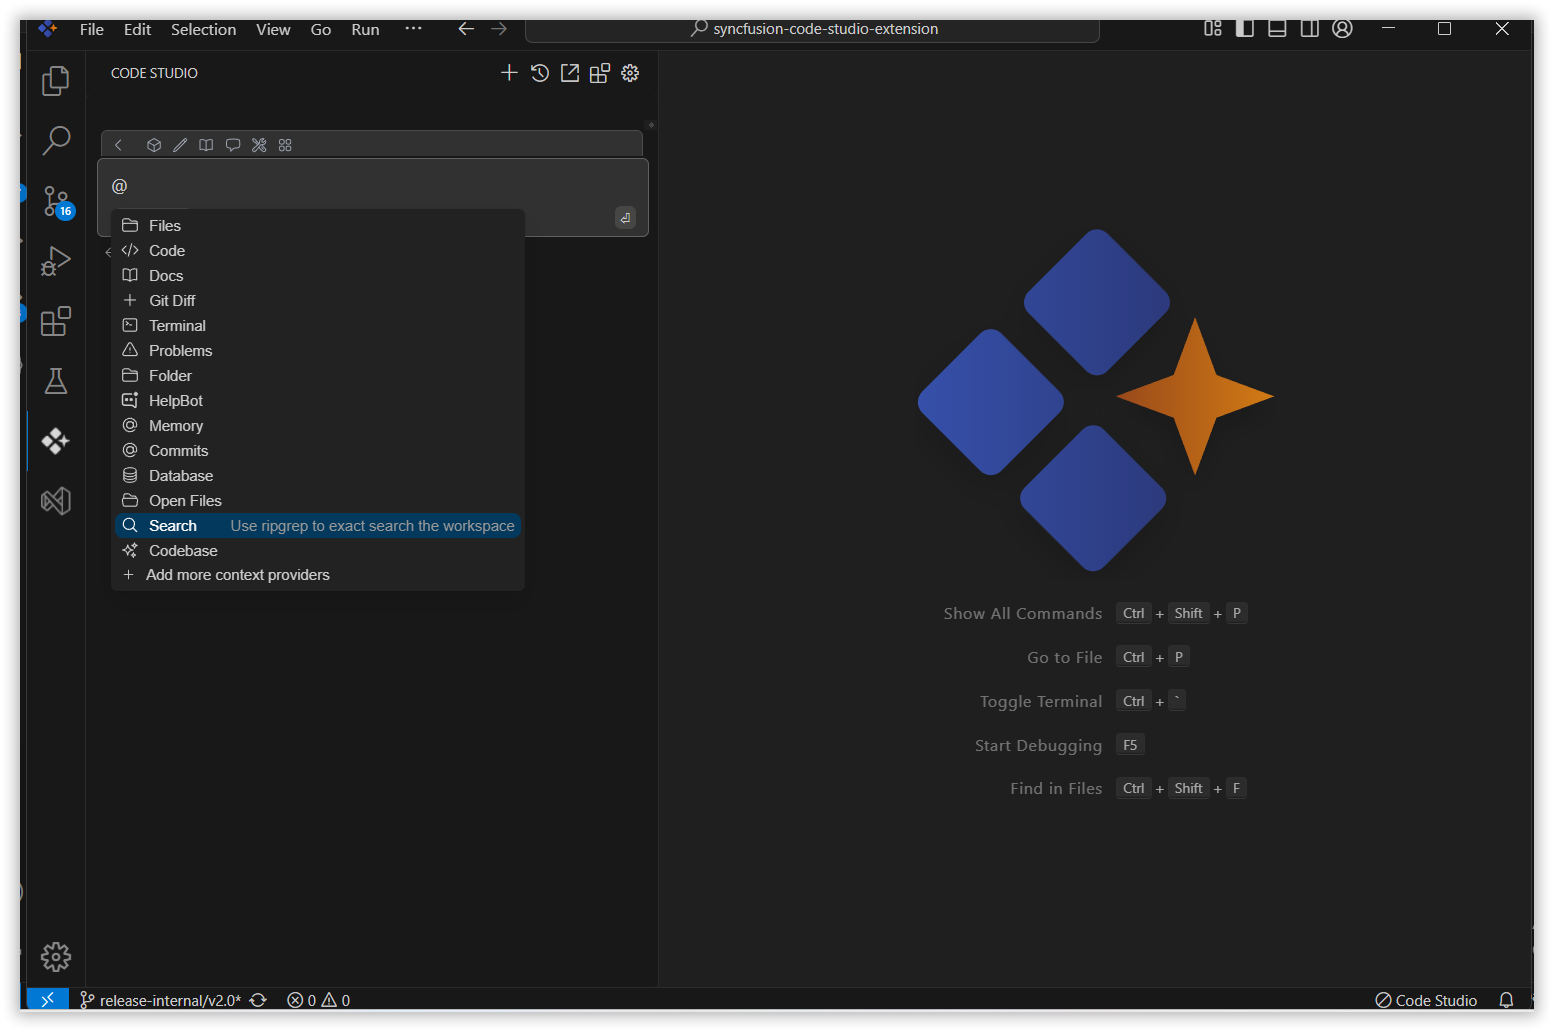 File Edit Selection View Go Run ··· syncfusion-code-studio-extension
CODE STUDIO
@
16
Files
Code
Docs
Git Diff
Terminal
Problems
Folder
HelpBot
Memory
Commits
Database
Open Files
Search Use ripgrep to exact search the workspace
Codebase
+ Add more context providers
Show All Commands Ctrl + Shift + P
Go to File Ctrl + P
Toggle Terminal Ctrl + `
Start Debugging F5
Find in Files Ctrl + Shift + F
release-internal/v2.0* 0 0 Code Studio